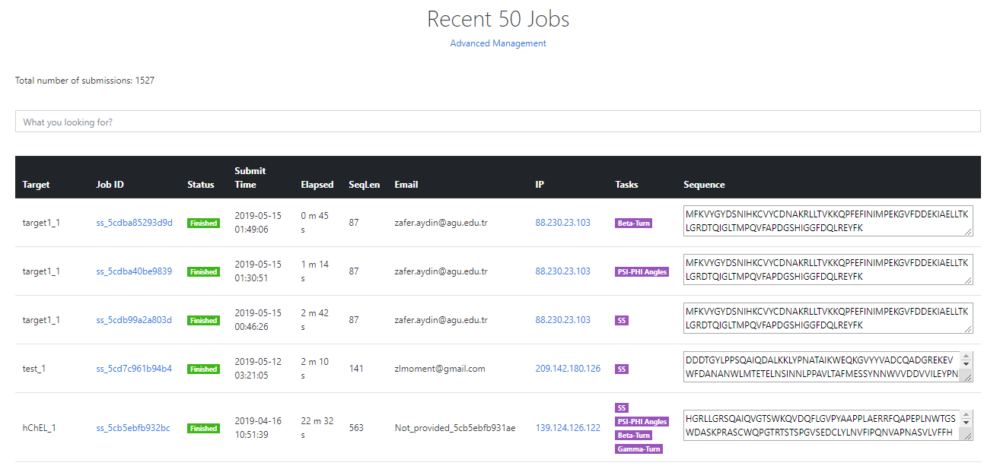 Recent 50 Jobs
Advanced Management
Total number of submissions: 1527
What you looking for?
Target Job ID Status Submit Time Elapsed SeqLen Email IP Tasks Sequence
target1_1 ss_5cdba85293d9d Finished 2019-05-15 01:49:06 0 m 45 s 87 zafer.aydin@agu.edu.tr 88.230.23.103 Beta-Turn MFKVYGYDSNIHKCVYCDNAKRLLTVKKQPFEFINIMPEKGVFDDEKIAELLTK
LGRDTQIGLTMPQVFAPDGSHIGGFDQLREYFK
target1_1 ss_5cdba40be9839 Finished 2019-05-15 01:30:51 1 m 14 s 87 zafer.aydin@agu.edu.tr 88.230.23.103 PSI-PHI Angles MFKVYGYDSNIHKCVYCDNAKRLLTVKKQPFEFINIMPEKGVFDDEKIAELLTK
LGRDTQIGLTMPQVFAPDGSHIGGFDQLREYFK
target1_1 ss_5cdb99a2a803d Finished 2019-05-15 00:46:26 2 m 42 s 87 zafer.aydin@agu.edu.tr 88.230.23.103 SS MFKVYGYDSNIHKCVYCDNAKRLLTVKKQPFEFINIMPEKGVFDDEKIAELLTK
LGRDTQIGLTMPQVFAPDGSHIGGFDQLREYFK
test_1 ss_5cd7c961b94b4 Finished 2019-05-12 03:21:05 2 m 10 s 141 zlmoment@gmail.com 209.142.180.126 SS DDDTGYLPPSQAIQDALKKLYPNATAIKWEQKGVYYVADCQADGREKEV
WFDANANWLMTETELNSINNLPPAVLTAFMESSYNNWVVDDVVILEYPN
hChEL_1 ss_5cb5ebfb932bc Finished 2019-04-16 10:51:39 22 m 32 s 563 Not_provided_5cb5ebfb931ae 139.124.126.122 SS PSI-PHI Angles Beta-Turn Gamma-Turn HGRLLGRSQAIQVGTSWKQVDQFLGVPYAAPPLAERRFQAPEPLNWTGS
WDASKPRASCWQPGTRTSTSPGVSEDCLYLNVFIPQNVAPNASVLVFFH